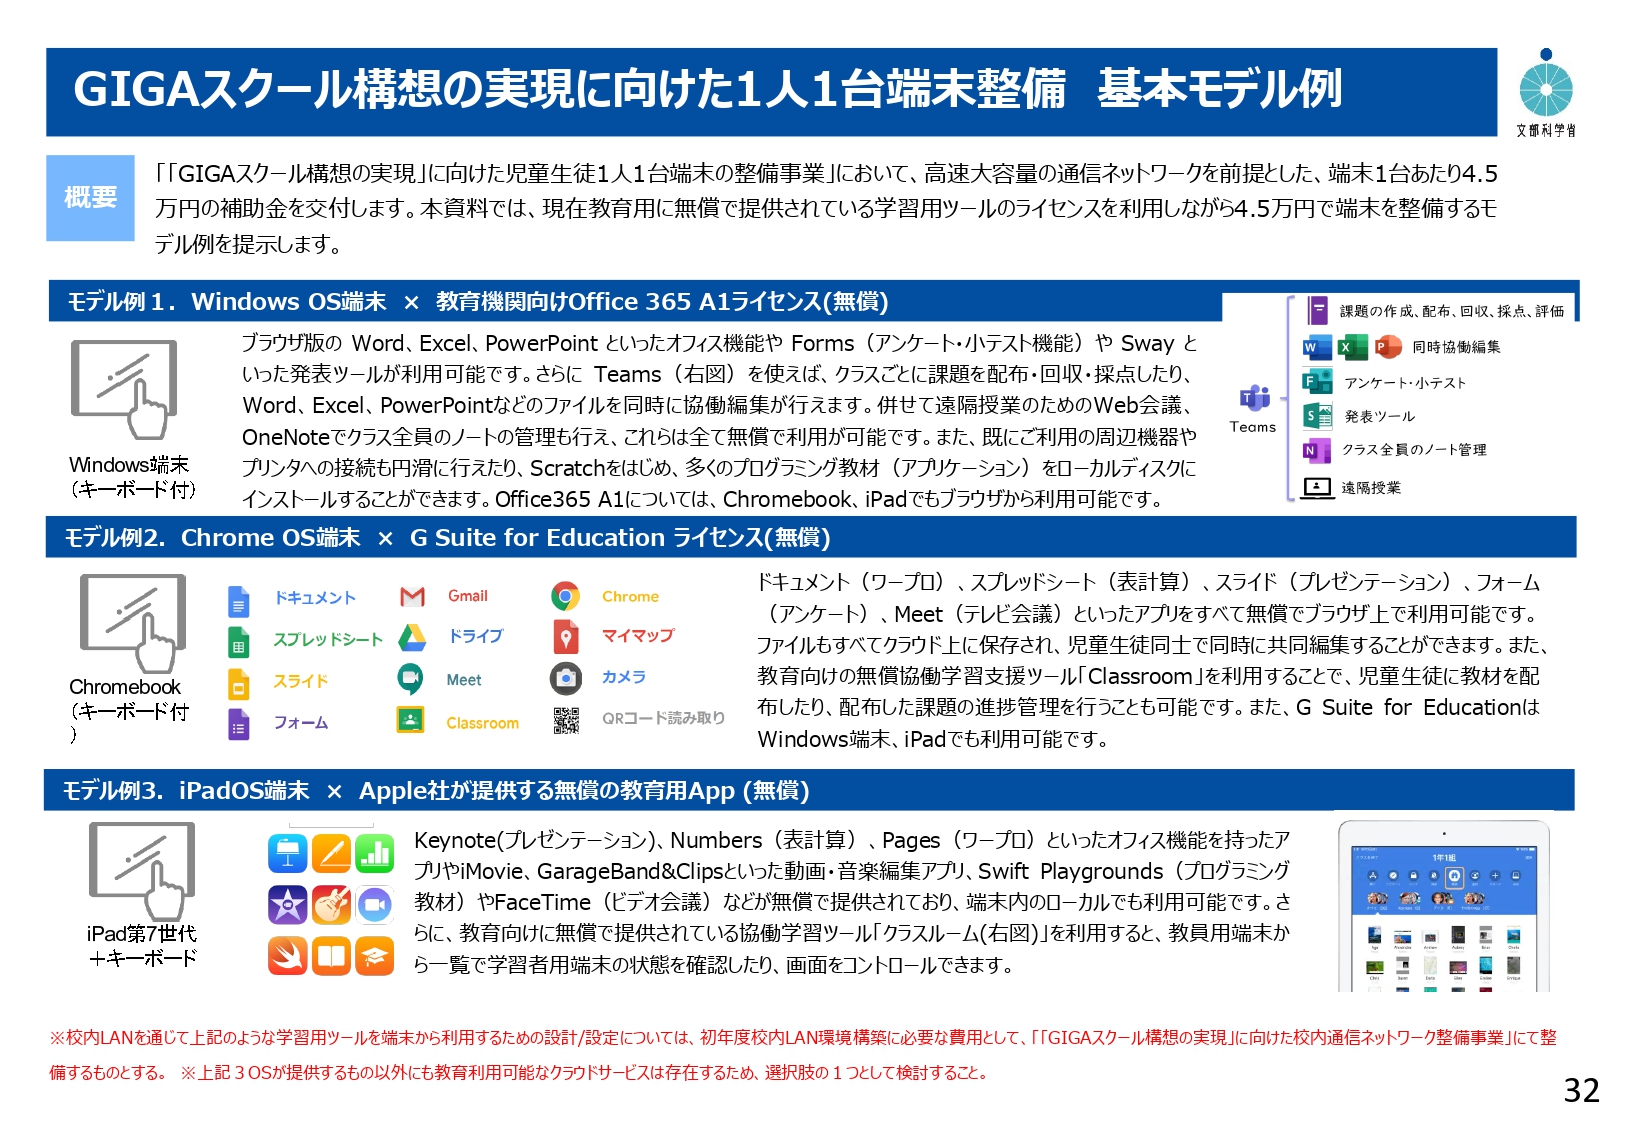 GIGAスクール構想の実現に向けた1人1台端末整備　基本モデル例
文部科学省
概要
「「GIGAスクール構想の実現」に向けた児童生徒1人1台端末の整備事業」において、高速大容量の通信ネットワークを前提とした、端末1台あたり4.5
万円の補助金を交付します。本資料では、現在教育用に無償で提供されている学習用ツールのライセンスを利用しながら4.5万円で端末を整備するモ
デル例を提示します。
モデル例１．Windows OS端末　×　教育機関向けOffice 365 A1ライセンス(無償)
Windows端末
（キーボード付）
ブラウザ版の Word、Excel、PowerPoint といったオフィス機能や Forms（アンケート・小テスト機能）や Sway と
いった発表ツールが利用可能です。さらに Teams（右図）を使えば、クラスごとに課題を配布・回収・採点したり、
Word、Excel、PowerPointなどのファイルを同時に協働編集が行えます。併せて遠隔授業のためのWeb会議、
OneNoteでクラス全員のノートの管理も行え、これらは全て無償で利用が可能です。また、既にご利用の周辺機器や
プリンタへの接続も円滑に行えたり、Scratchをはじめ、多くのプログラミング教材（アプリケーション）をローカルディスクに
インストールすることができます。Office365 A1については、Chromebook、iPadでもブラウザから利用可能です。
Teams
課題の作成、配布、回収、採点、評価
同時協働編集
アンケート・小テスト
発表ツール
クラス全員のノート管理
遠隔授業
モデル例2．Chrome OS端末　×　G Suite for Education ライセンス(無償)
Chromebook
（キーボード付
）
ドキュメント
Gmail
Chrome
スプレッドシート
ドライブ
マイマップ
スライド
Meet
カメラ
フォーム
Classroom
QRコード読み取り
ドキュメント（ワープロ）、スプレッドシート（表計算）、スライド（プレゼンテーション）、フォーム
（アンケート）、Meet（テレビ会議）といったアプリをすべて無償でブラウザ上で利用可能です。
ファイルもすべてクラウド上に保存され、児童生徒同士で同時に共同編集することができます。また、
教育向けの無償協働学習支援ツール「Classroom」を利用することで、児童生徒に教材を配
布したり、配布した課題の進捗管理を行うことも可能です。また、G Suite for Educationは
Windows端末、iPadでも利用可能です。
モデル例3．iPadOS端末　×　Apple社が提供する無償の教育用App (無償)
iPad第7世代
＋キーボード
Keynote(プレゼンテーション)、Numbers（表計算）、Pages（ワープロ）といったオフィス機能を持ったア
プリやiMovie、GarageBand&Clipsといった動画・音楽編集アプリ、Swift Playgrounds（プログラミング
教材）やFaceTime（ビデオ会議）などが無償で提供されており、端末内のローカルでも利用可能です。さ
らに、教育向けに無償で提供されている協働学習ツール「クラスルーム(右図)」を利用すると、教員用端末か
ら一覧で学習者用端末の状態を確認したり、画面をコントロールできます。
1年1組
※校内LANを通じて上記のような学習用ツールを端末から利用するための設計/設定については、初年度校内LAN環境構築に必要な費用として、「「GIGAスクール構想の実現」に向けた校内通信ネットワーク整備事業」にて整
備するものとする。　※上記３OSが提供するもの以外にも教育利用可能なクラウドサービスは存在するため、選択肢の１つとして検討すること。
32